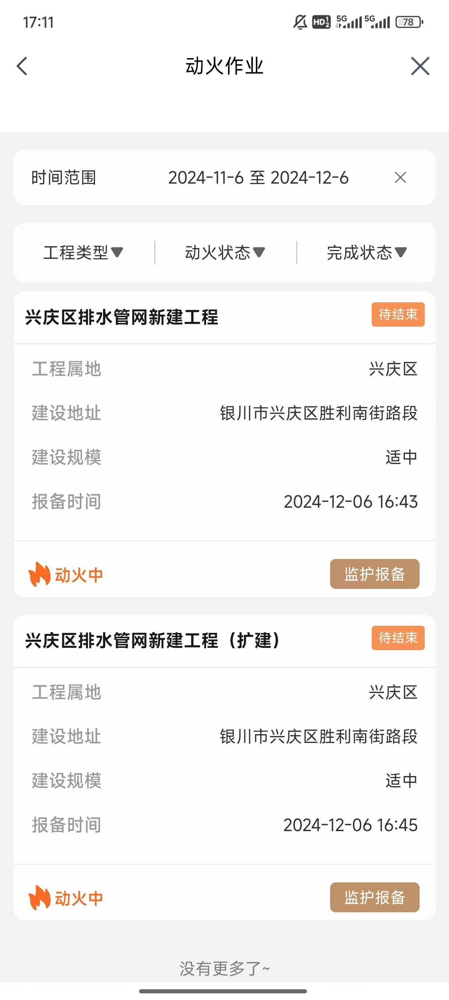 17:11
HD 1 2 5G 5G 78
动火作业
时间范围 2024-11-6 至 2024-12-6
工程类型 动火状态 完成状态
兴庆区排水管网新建工程 待结束
工程属地 兴庆区
建设地址 银川市兴庆区胜利南街路段
建设规模 适中
报备时间 2024-12-06 16:43
动火中 监护报备
兴庆区排水管网新建工程（扩建） 待结束
工程属地 兴庆区
建设地址 银川市兴庆区胜利南街路段
建设规模 适中
报备时间 2024-12-06 16:45
动火中 监护报备
没有更多了~